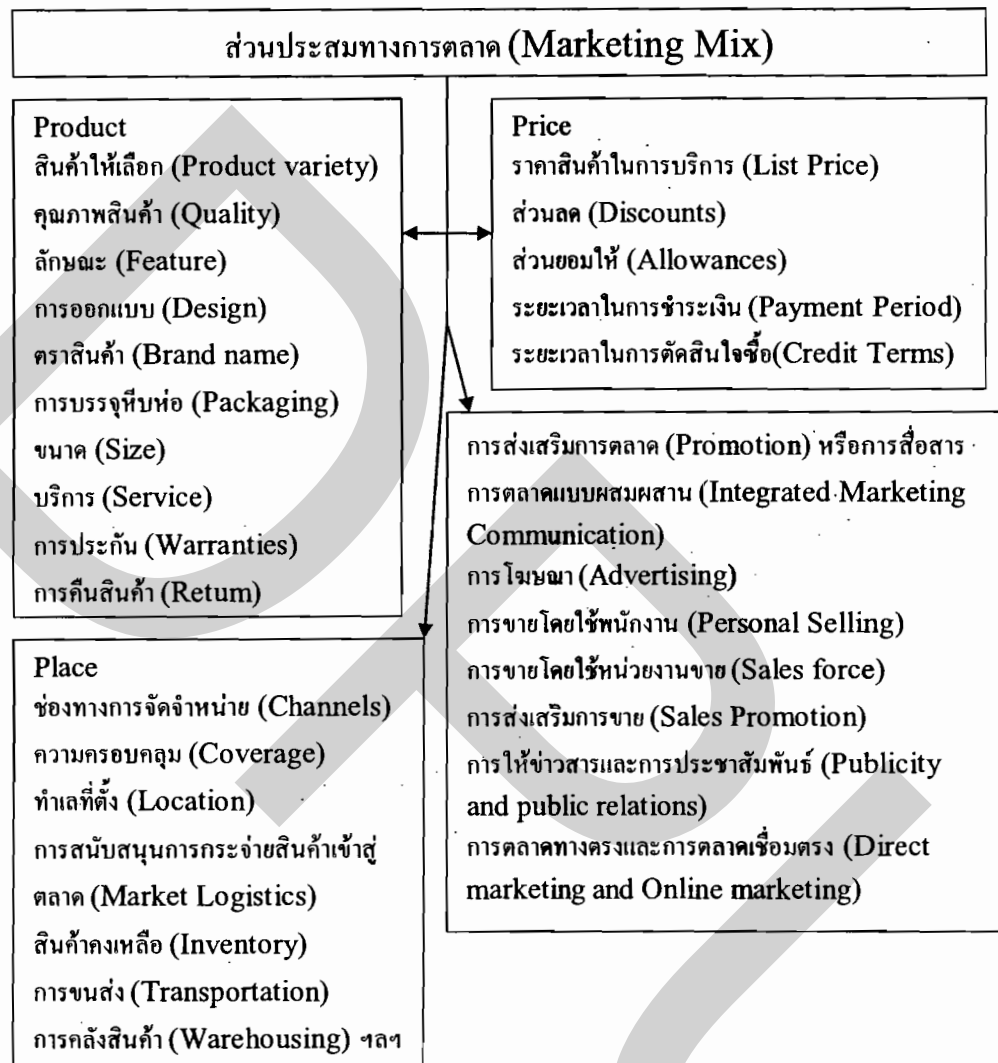 ส่วนประสมทางการตลาด (Marketing Mix)
Product
สินค้าให้เลือก (Product variety)
คุณภาพสินค้า (Quality)
ลักษณะ (Feature)
การออกแบบ (Design)
ตราสินค้า (Brand name)
การบรรจุหีบห่อ (Packaging)
ขนาด (Size)
บริการ (Service)
การประกัน (Warranties)
การคืนสินค้า (Retum)
Price
ราคาสินค้าในการบริการ (List Price)
ส่วนลด (Discounts)
ส่วนยอมให้ (Allowances)
ระยะเวลาในการชำระเงิน (Payment Period)
ระยะเวลาในการตัดสินใจซื้อ(Credit Terms)
การส่งเสริมการตลาด (Promotion) หรือการสื่อสาร
การตลาดแบบผสมผสาน (Integrated Marketing
Communication)
การโฆษณา (Advertising)
การขายโดยใช้พนักงาน (Personal Selling)
การขายโดยใช้หน่วยงานขาย (Sales force)
การส่งเสริมการขาย (Sales Promotion)
การให้ข่าวสารและการประชาสัมพันธ์ (Publicity
and public relations)
การตลาดทางตรงและการตลาดเชื่อมตรง (Direct
marketing and Online marketing)
Place
ช่องทางการจัดจำหน่าย (Channels)
ความครอบคลุม (Coverage)
ทำเลที่ตั้ง (Location)
การสนับสนุนการกระจ่ายสินค้าเข้าสู่
ตลาด (Market Logistics)
สินค้าคงเหลือ (Inventory)
การขนส่ง (Transportation)
การคลังสินค้า (Warehousing) ฯลฯ